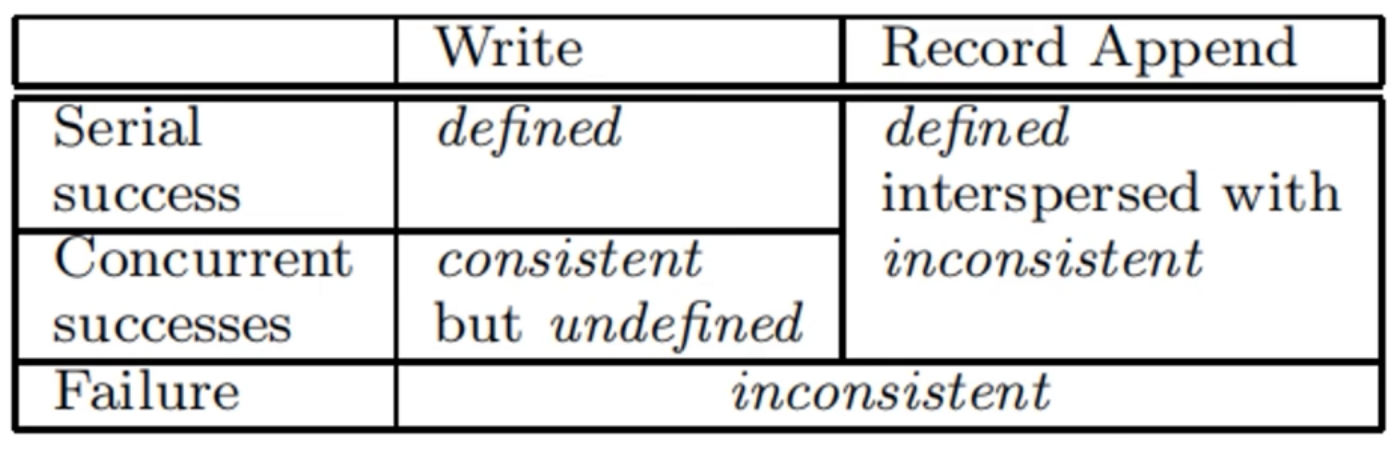 Write Record Append
Serial success defined defined interspersed with inconsistent
Concurrent successes consistent but undefined
Failure inconsistent